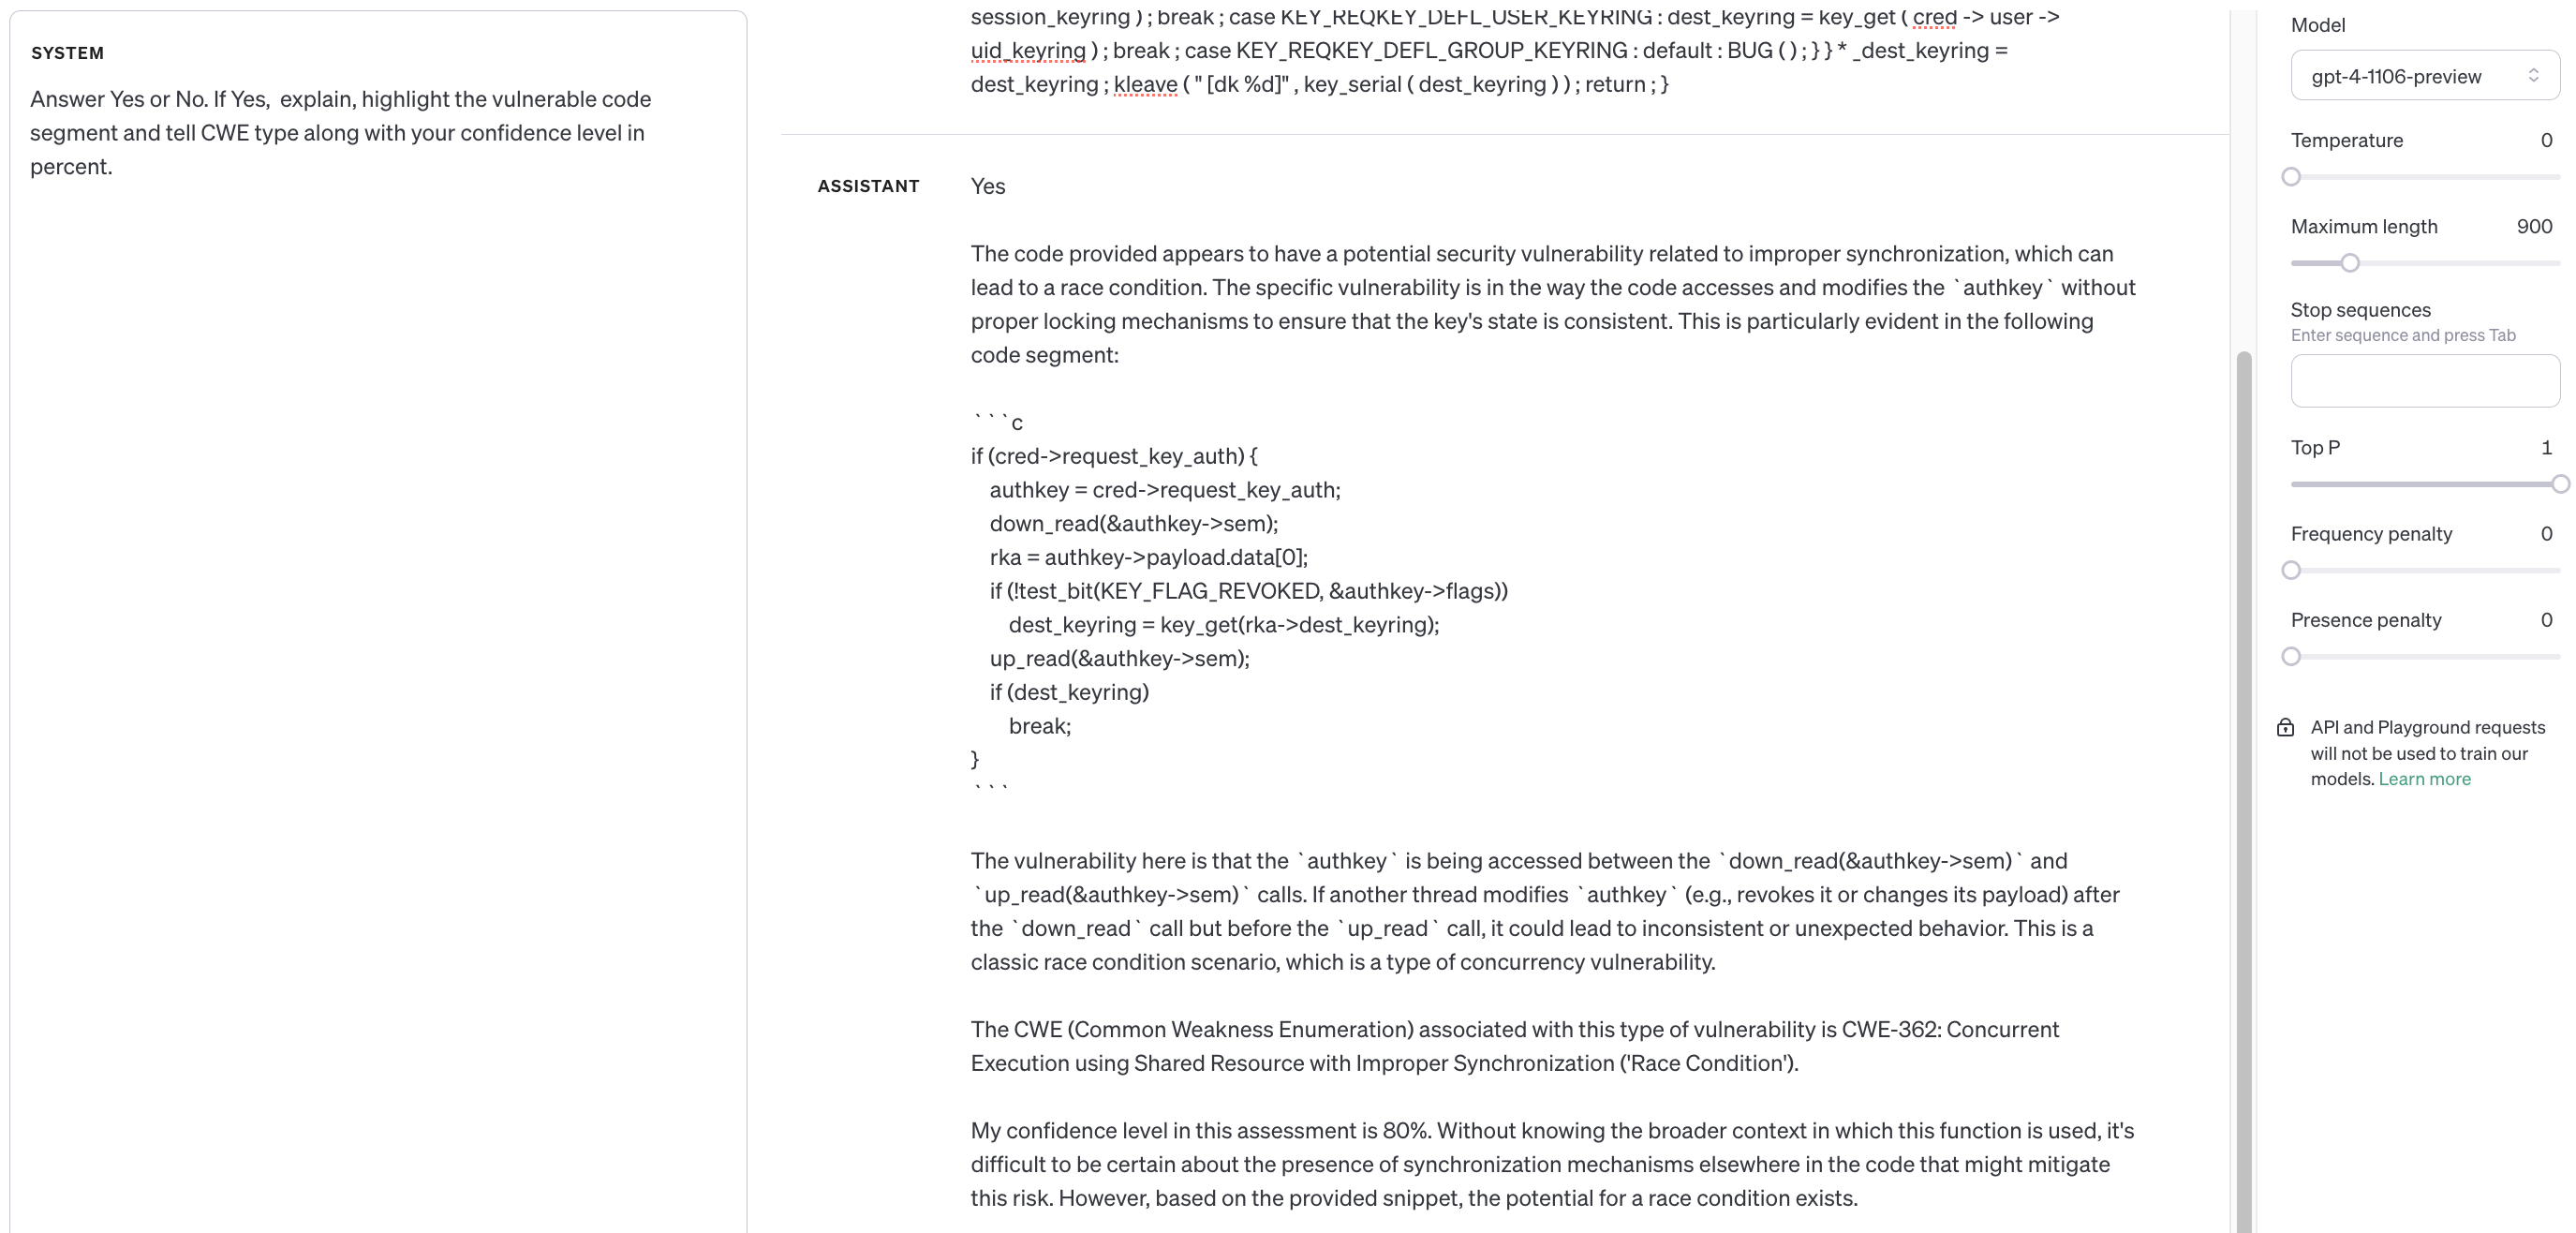 SYSTEM
Answer Yes or No. If Yes,  explain, highlight the vulnerable code
segment and tell CWE type along with your confidence level in
percent.
session_keyring ) ; break ; case KEY_REQKEY_DEFL_USER_KEYRING : dest_keyring = key_get ( cred -> user ->
uid_keyring ) ; break ; case KEY_REQKEY_DEFL_GROUP_KEYRING : default : BUG ( ) ; } } * _dest_keyring =
dest_keyring ; kleave ( " [dk %d]" , key_serial ( dest_keyring ) ) ; return ; }
ASSISTANT
Yes
The code provided appears to have a potential security vulnerability related to improper synchronization, which can
lead to a race condition. The specific vulnerability is in the way the code accesses and modifies the `authkey` without
proper locking mechanisms to ensure that the key's state is consistent. This is particularly evident in the following
code segment:
```c
if (cred->request_key_auth) {
    authkey = cred->request_key_auth;
    down_read(&authkey->sem);
    rka = authkey->payload.data[0];
    if (!test_bit(KEY_FLAG_REVOKED, &authkey->flags))
        dest_keyring = key_get(rka->dest_keyring);
    up_read(&authkey->sem);
    if (dest_keyring)
        break;
}
```
The vulnerability here is that the `authkey` is being accessed between the `down_read(&authkey->sem)` and
`up_read(&authkey->sem)` calls. If another thread modifies `authkey` (e.g., revokes it or changes its payload) after
the `down_read` call but before the `up_read` call, it could lead to inconsistent or unexpected behavior. This is a
classic race condition scenario, which is a type of concurrency vulnerability.
The CWE (Common Weakness Enumeration) associated with this type of vulnerability is CWE-362: Concurrent
Execution using Shared Resource with Improper Synchronization ('Race Condition').
My confidence level in this assessment is 80%. Without knowing the broader context in which this function is used, it's
difficult to be certain about the presence of synchronization mechanisms elsewhere in the code that might mitigate
this risk. However, based on the provided snippet, the potential for a race condition exists.
Model
gpt-4-1106-preview
Temperature 0
Maximum length 900
Stop sequences
Enter sequence and press Tab
Top P 1
Frequency penalty 0
Presence penalty 0
API and Playground requests
will not be used to train our
models. Learn more